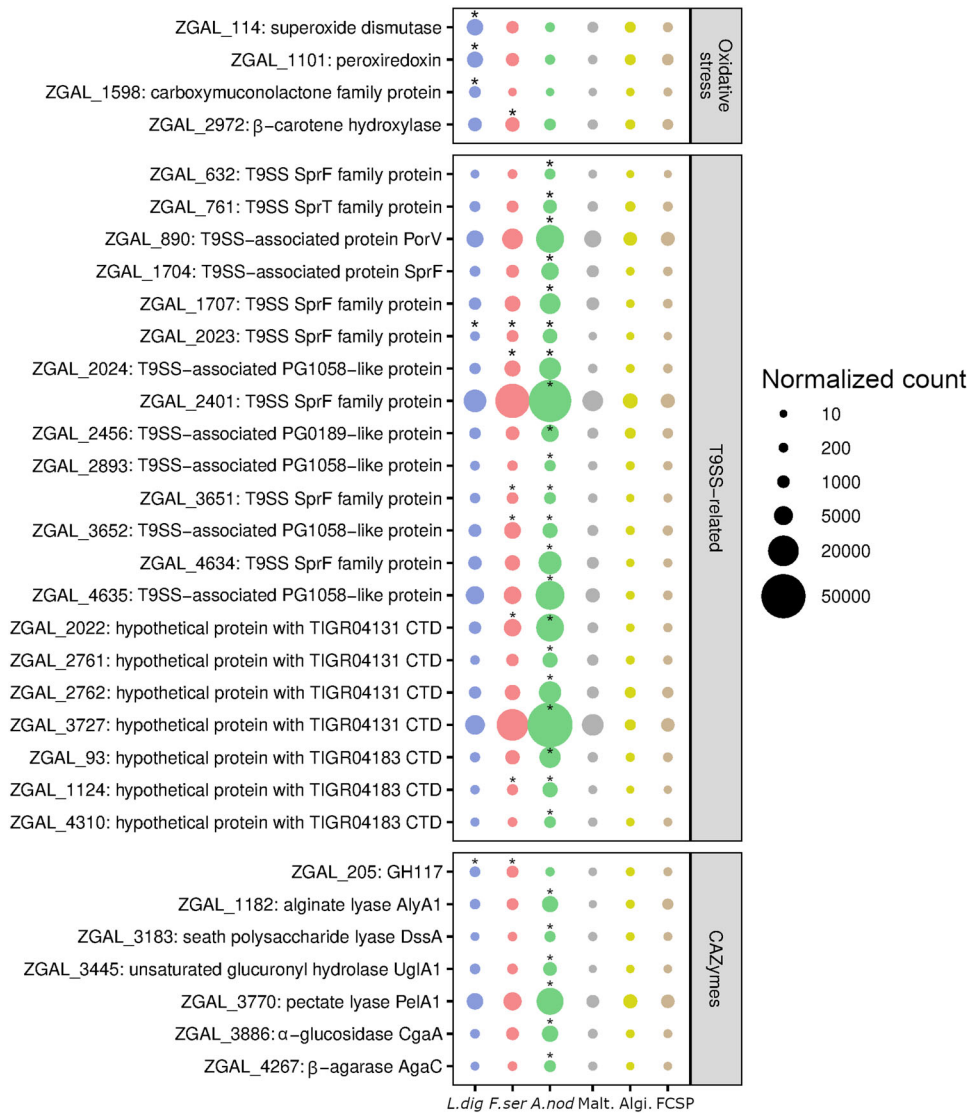 ZGAL_114: superoxide dismutase
ZGAL_1101: peroxiredoxin
ZGAL_1598: carboxymuconolactone family protein
ZGAL_2972: β−carotene hydroxylase
Oxidative
stress
ZGAL_632: T9SS SprF family protein
ZGAL_761: T9SS SprT family protein
ZGAL_890: T9SS−associated protein PorV
ZGAL_1704: T9SS−associated protein SprF
ZGAL_1707: T9SS SprF family protein
ZGAL_2023: T9SS SprF family protein
ZGAL_2024: T9SS−associated PG1058−like protein
ZGAL_2401: T9SS SprF family protein
ZGAL_2456: T9SS−associated PG0189−like protein
ZGAL_2893: T9SS−associated PG1058−like protein
ZGAL_3651: T9SS SprF family protein
ZGAL_3652: T9SS−associated PG1058−like protein
ZGAL_4634: T9SS SprF family protein
ZGAL_4635: T9SS−associated PG1058−like protein
ZGAL_2022: hypothetical protein with TIGR04131 CTD
ZGAL_2761: hypothetical protein with TIGR04131 CTD
ZGAL_2762: hypothetical protein with TIGR04131 CTD
ZGAL_3727: hypothetical protein with TIGR04131 CTD
ZGAL_93: hypothetical protein with TIGR04183 CTD
ZGAL_1124: hypothetical protein with TIGR04183 CTD
ZGAL_4310: hypothetical protein with TIGR04183 CTD
T9SS−related
ZGAL_205: GH117
ZGAL_1182: alginate lyase AlyA1
ZGAL_3183: seath polysaccharide lyase DssA
ZGAL_3445: unsaturated glucuronyl hydrolase UglA1
ZGAL_3770: pectate lyase PelA1
ZGAL_3886: α−glucosidase CgaA
ZGAL_4267: β−agarase AgaC
CAZymes
L.dig F.ser A.nod Malt. Algi. FCSP
Normalized count
10
200
1000
5000
20000
50000